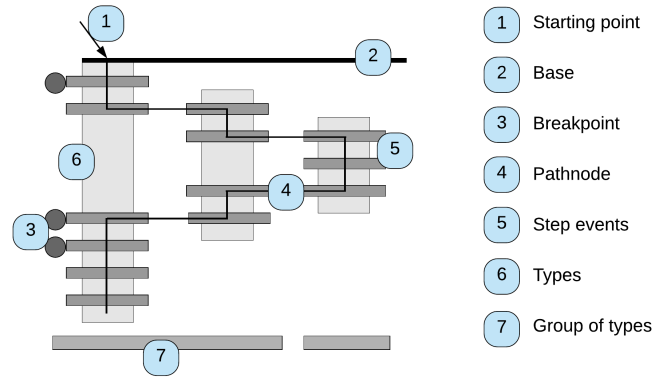 1
2
3
4
5
6
7
1 Starting point
2 Base
3 Breakpoint
4 Pathnode
5 Step events
6 Types
7 Group of types